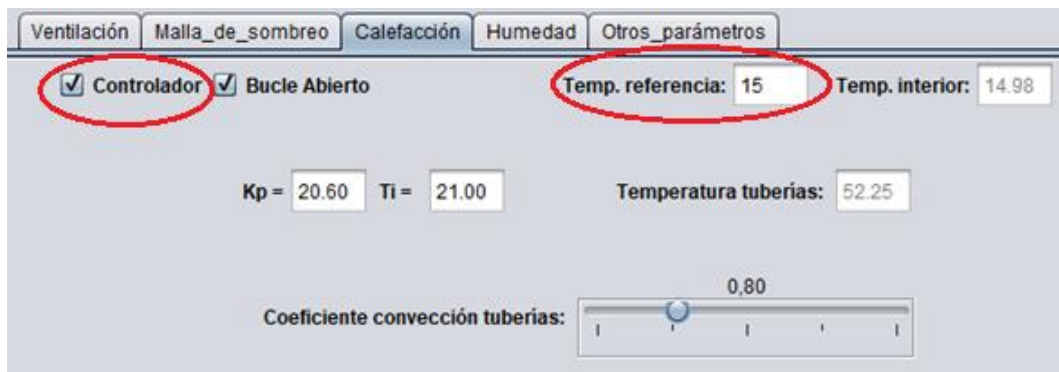 Ventilación Malla_de_sombreo Calefacción Humedad Otros_parámetros
Controlador Bucle Abierto Temp. referencia: 15 Temp. interior: 14.98
Kp = 20.60 Ti = 21.00 Temperatura tuberías: 52.25
0,80
Coeficiente convección tuberías: